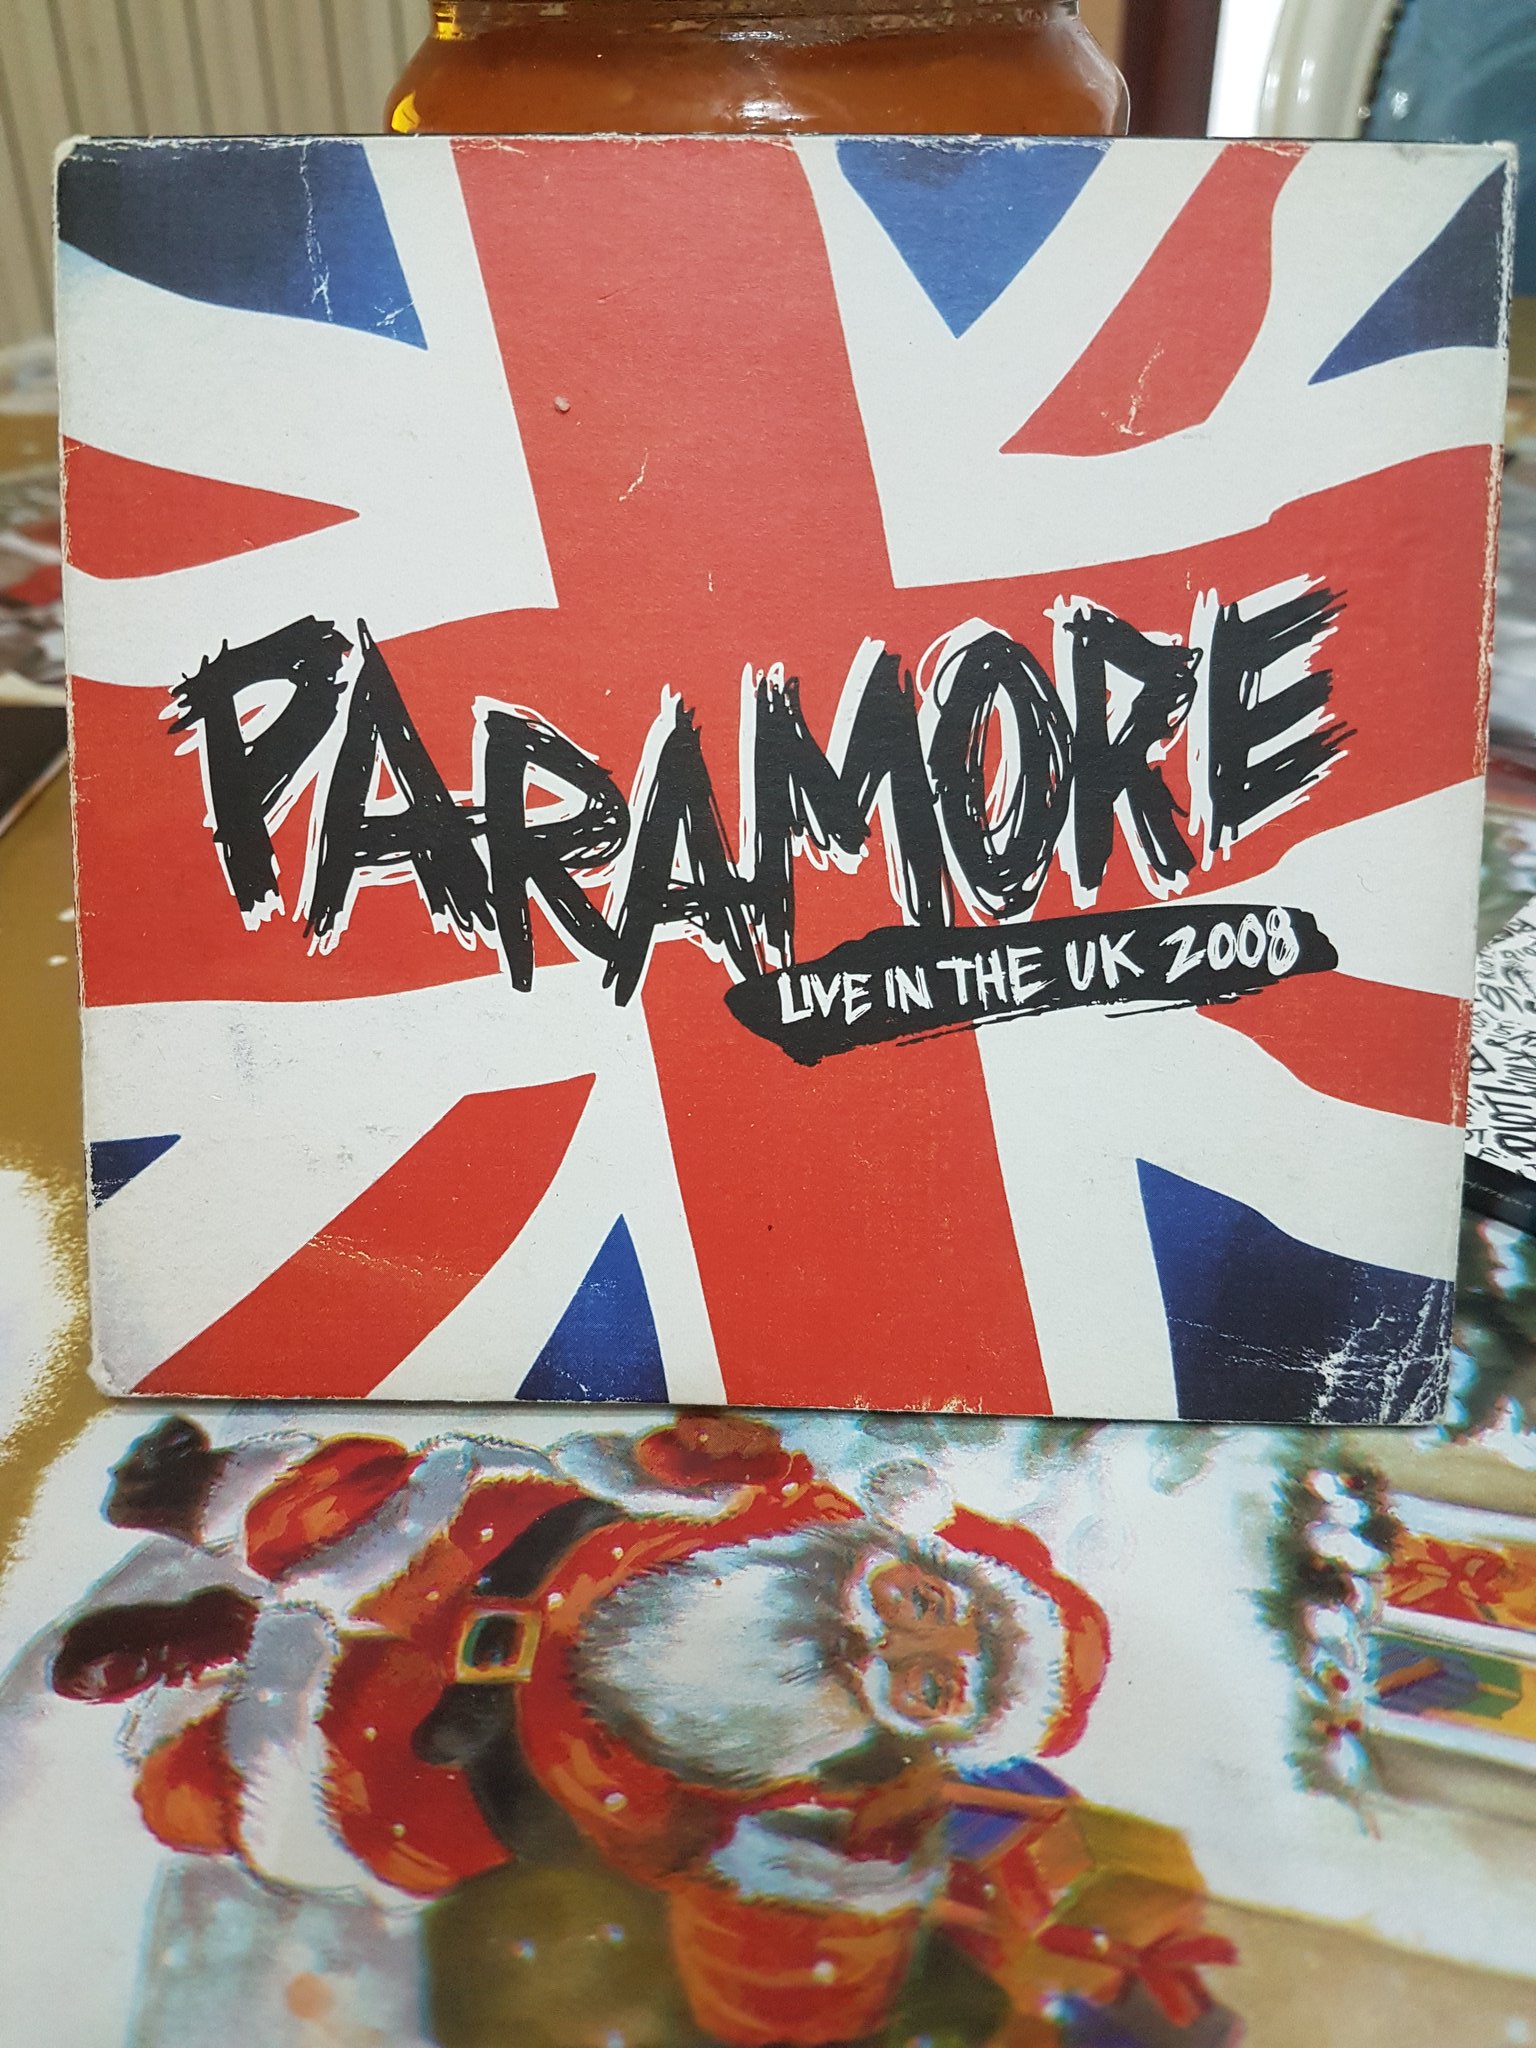 PARAMORE
LIVE IN THE UK 2008